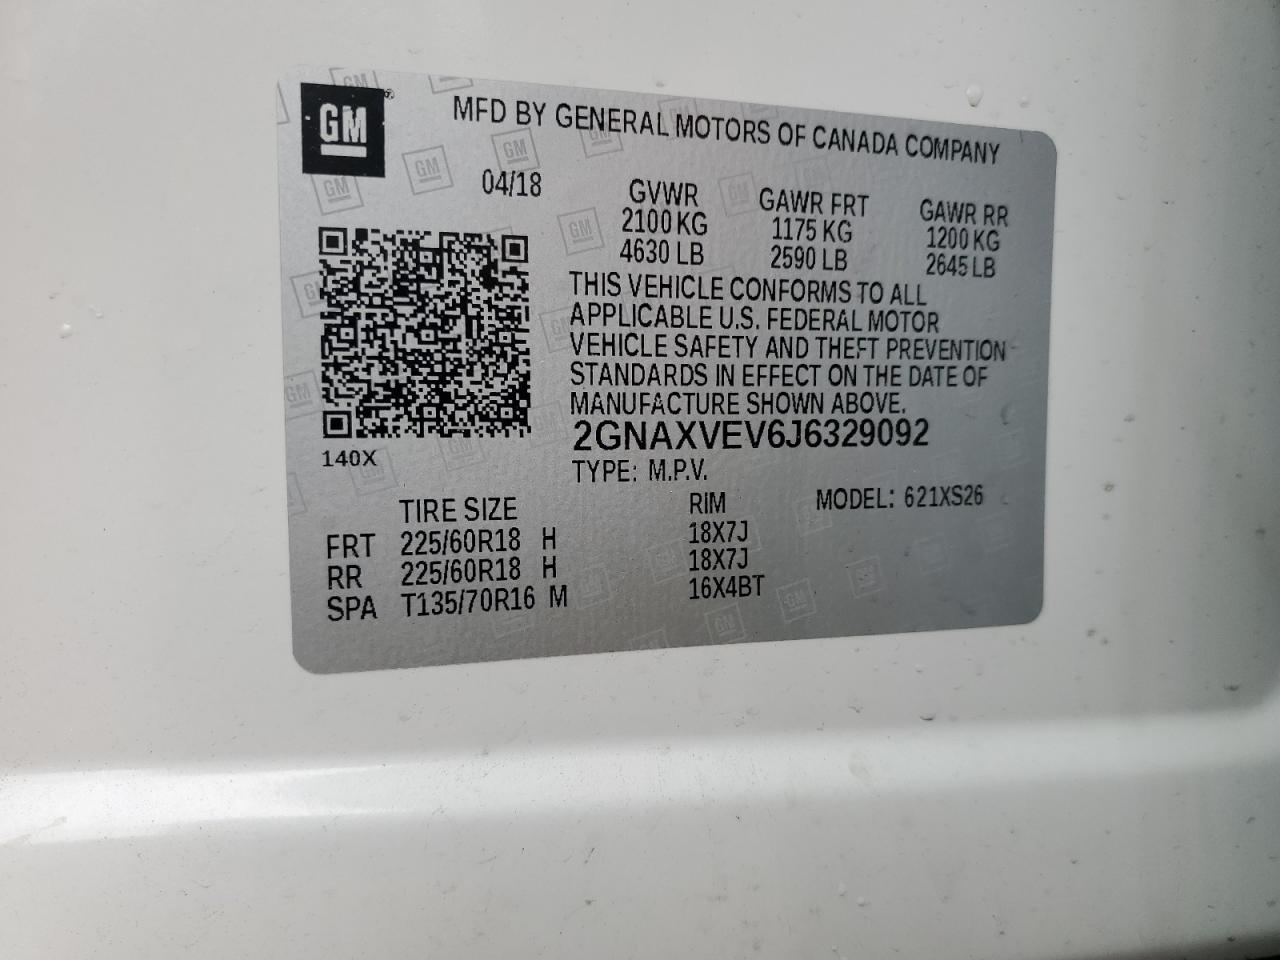 GM
MFD BY GENERAL MOTORS OF CANADA COMPANY
04/18
GVWR GAWR FRT GAWR RR
2100 KG 1175 KG 1200 KG
4630 LB 2590 LB 2645 LB
THIS VEHICLE CONFORMS TO ALL
APPLICABLE U.S. FEDERAL MOTOR
VEHICLE SAFETY AND THEFT PREVENTION
STANDARDS IN EFFECT ON THE DATE OF
MANUFACTURE SHOWN ABOVE.
2GNAXVEV6J6329092
140X
TYPE: M.P.V.
MODEL: 621XS26
TIRE SIZE RIM
FRT 225/60R18 H 18X7J
RR 225/60R18 H 18X7J
SPA T135/70R16 M 16X4BT